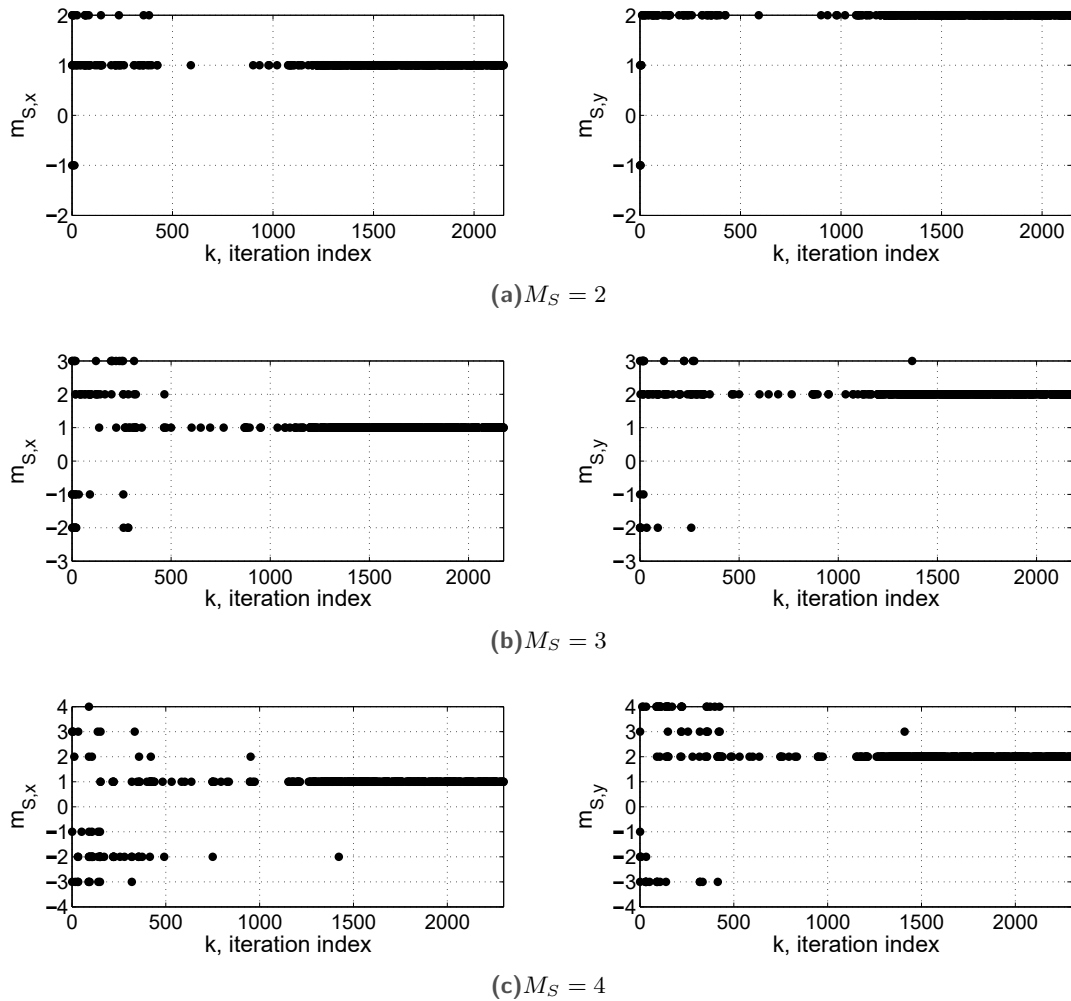 2
1
0
−1
−2
m_{S,x}
0 500 1000 1500 2000
k, iteration index
2
1
0
−1
−2
m_{S,y}
0 500 1000 1500 2000
k, iteration index
(a) M_S = 2
3
2
1
0
−1
−2
−3
m_{S,x}
0 500 1000 1500 2000
k, iteration index
3
2
1
0
−1
−2
−3
m_{S,y}
0 500 1000 1500 2000
k, iteration index
(b) M_S = 3
4
3
2
1
0
−1
−2
−3
−4
m_{S,x}
0 500 1000 1500 2000
k, iteration index
4
3
2
1
0
−1
−2
−3
−4
m_{S,y}
0 500 1000 1500 2000
k, iteration index
(c) M_S = 4